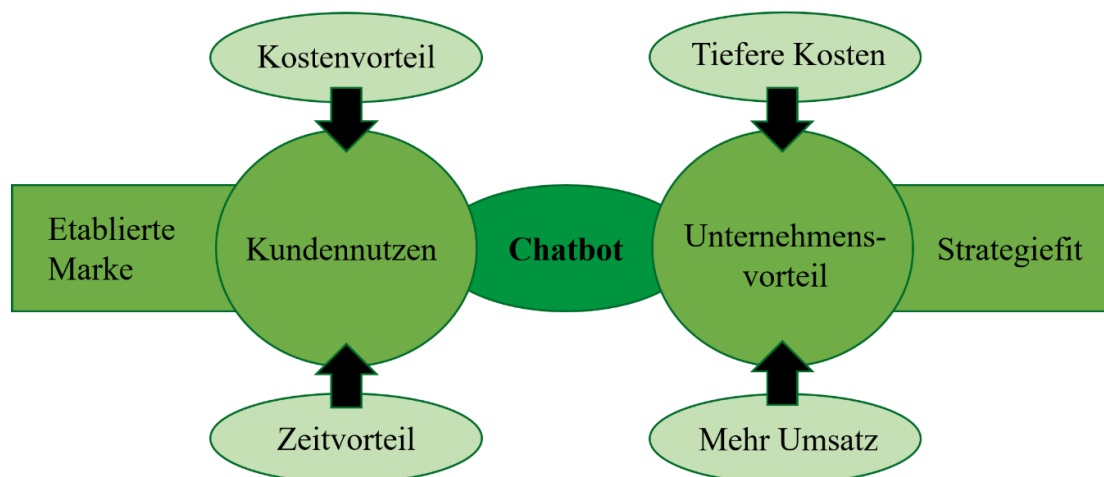 Kostenvorteil
Tiefere Kosten
Etablierte
Marke
Kundennutzen
Chatbot
Unternehmens-
vorteil
Strategiefit
Zeitvorteil
Mehr Umsatz